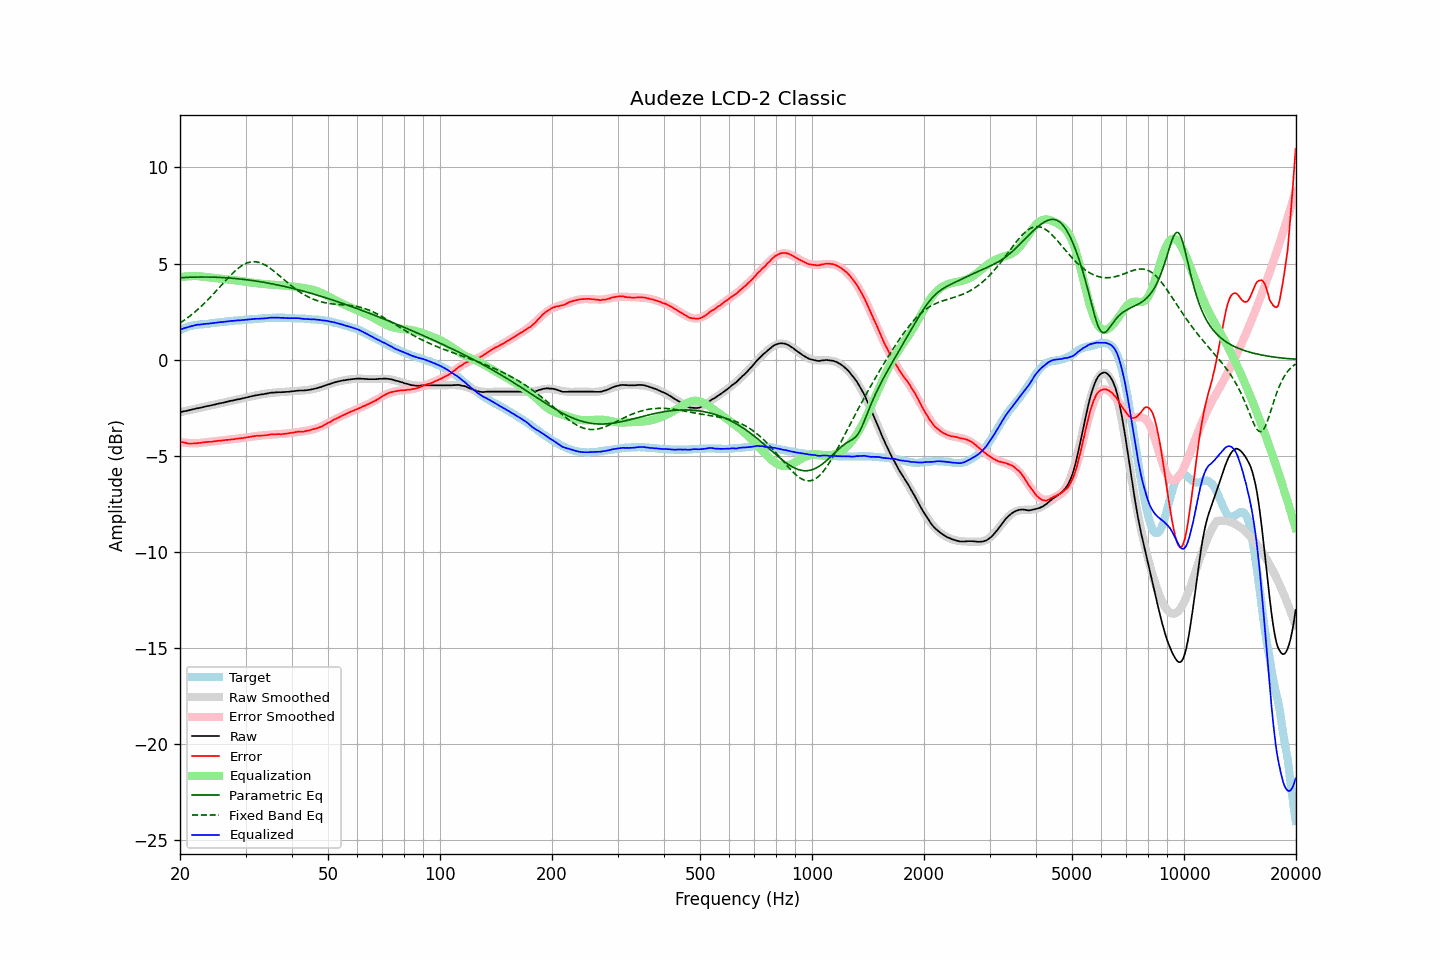 Audeze LCD-2 Classic
Amplitude (dBr)
10
5
0
−5
−10
−15
−20
−25
Target
Raw Smoothed
Error Smoothed
Raw
Error
Equalization
Parametric Eq
Fixed Band Eq
Equalized
20 50 100 200 500 1000 2000 5000 10000 20000
Frequency (Hz)